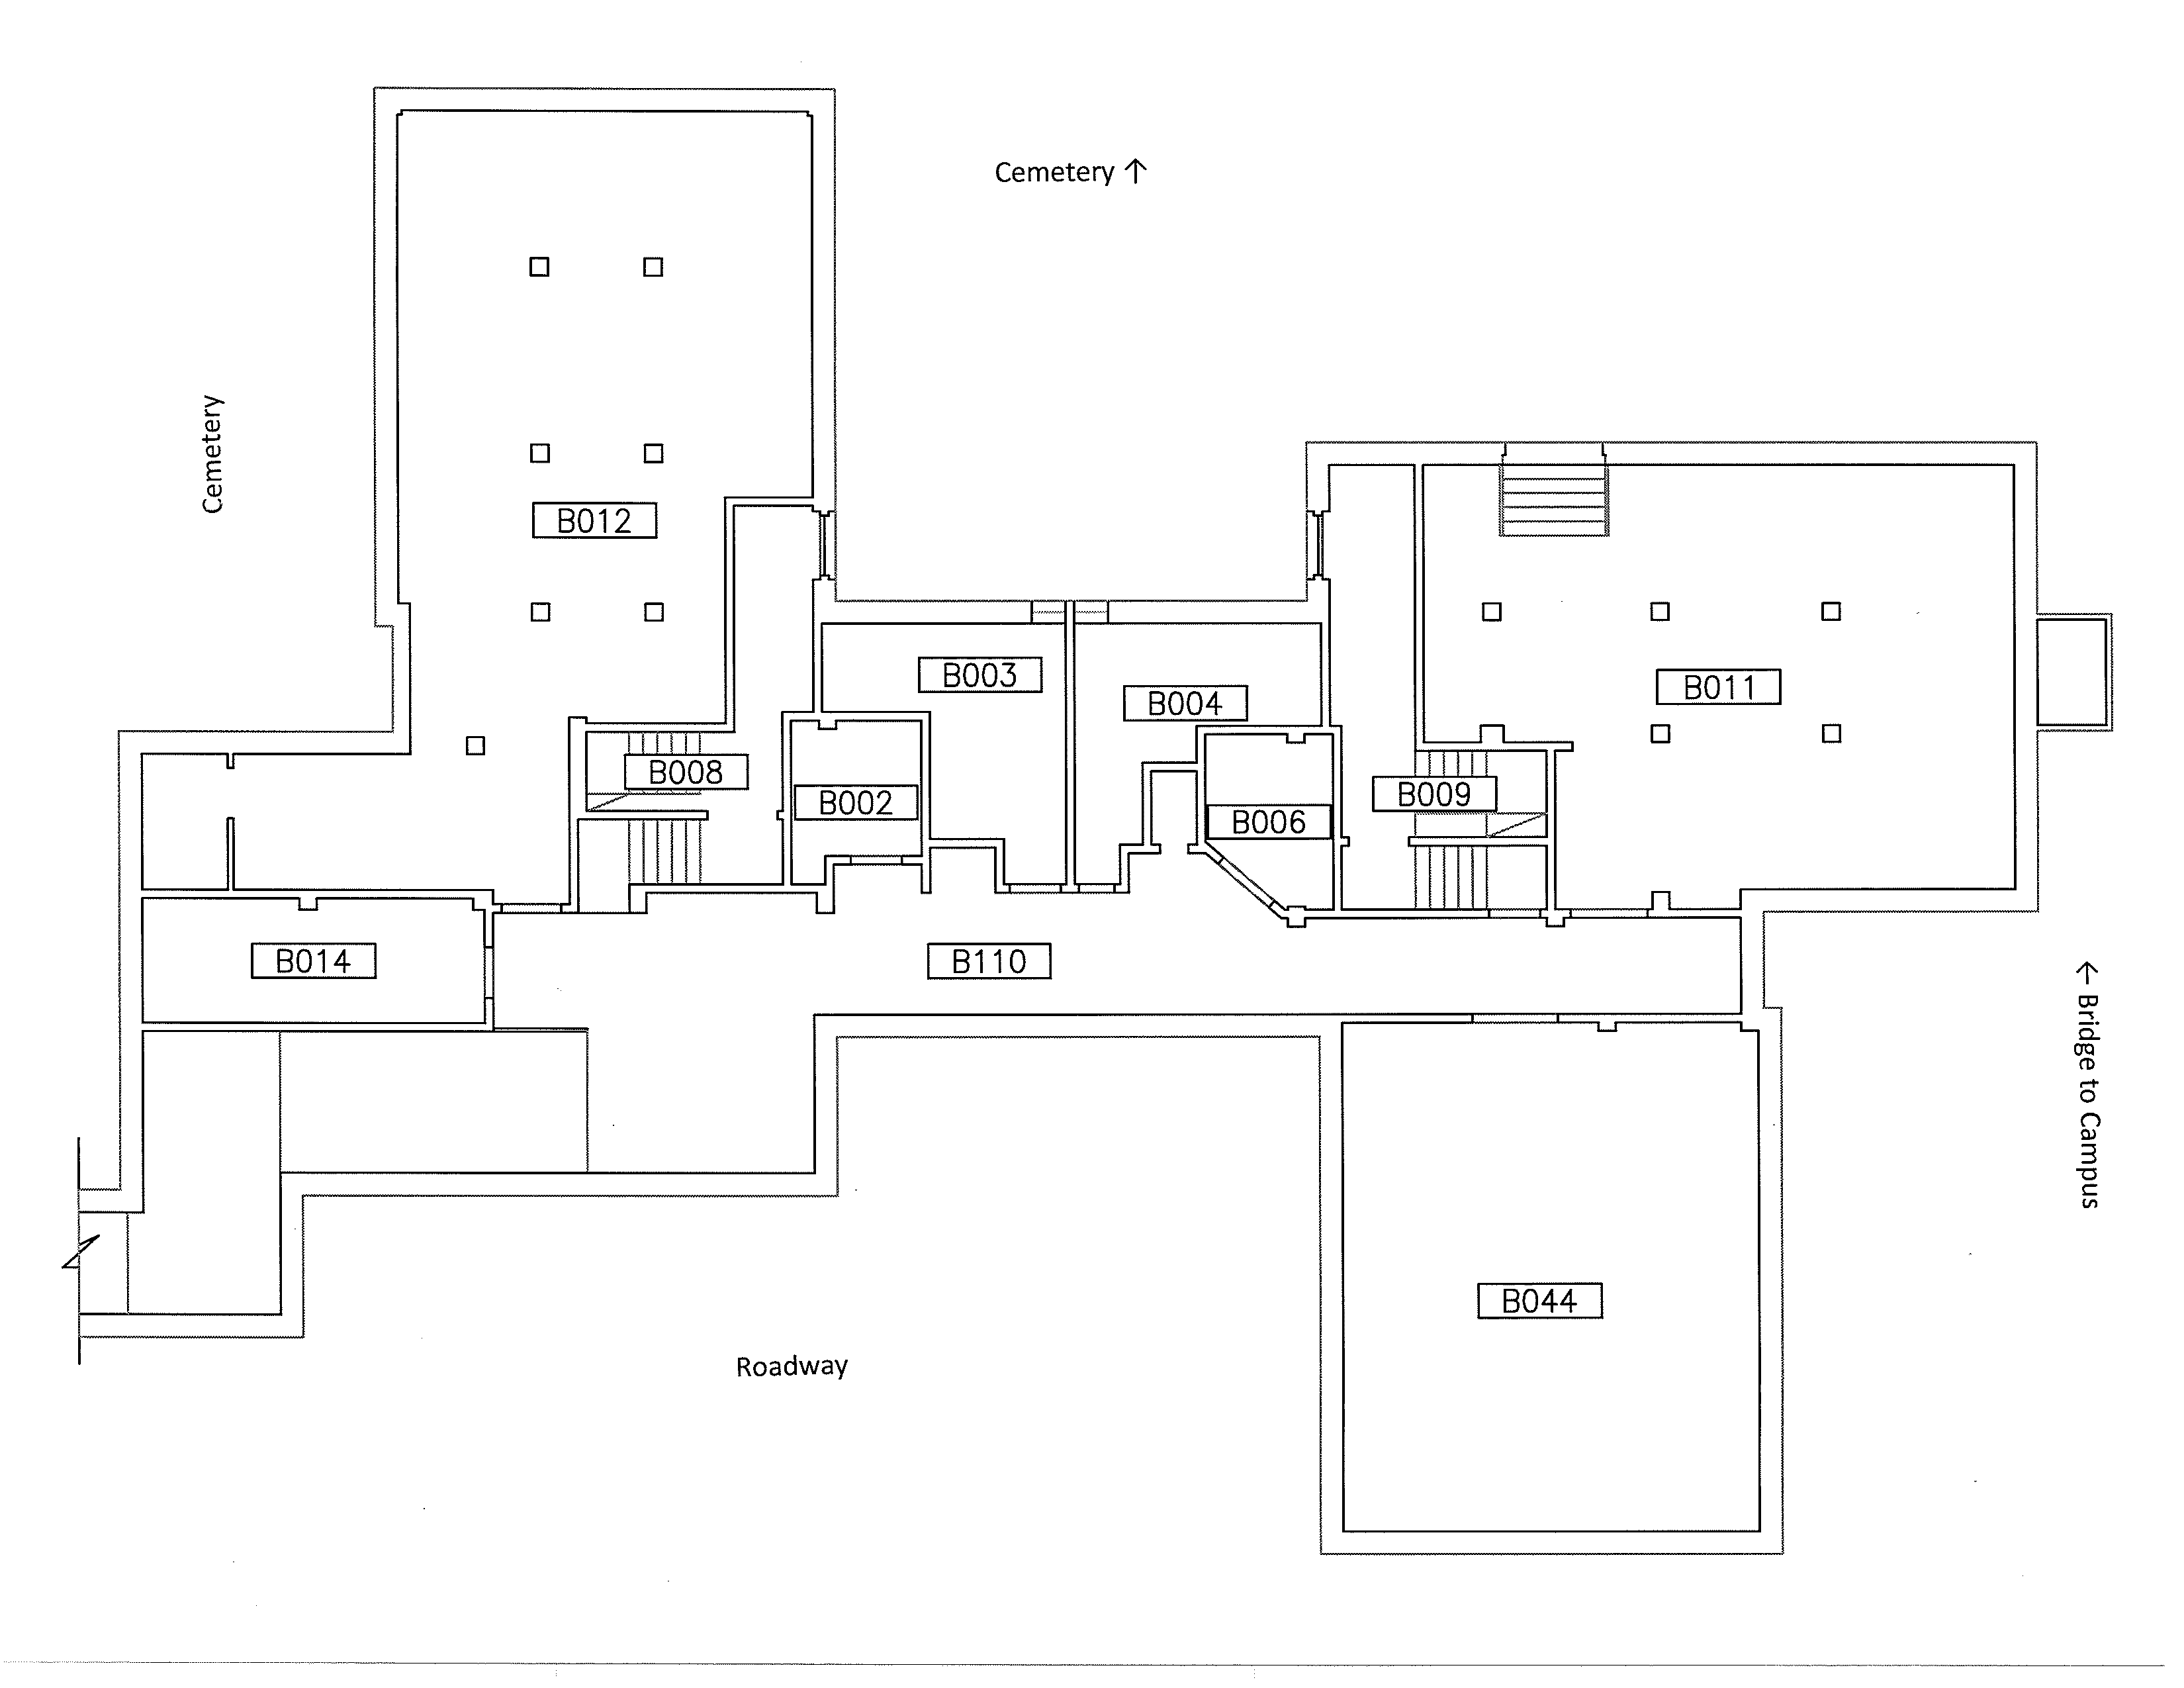 Cemetery ↑
Cemetery
B012
B003
B004
B011
B008
B002
B009
B006
B014
B110
← Bridge to Campus
B044
Roadway